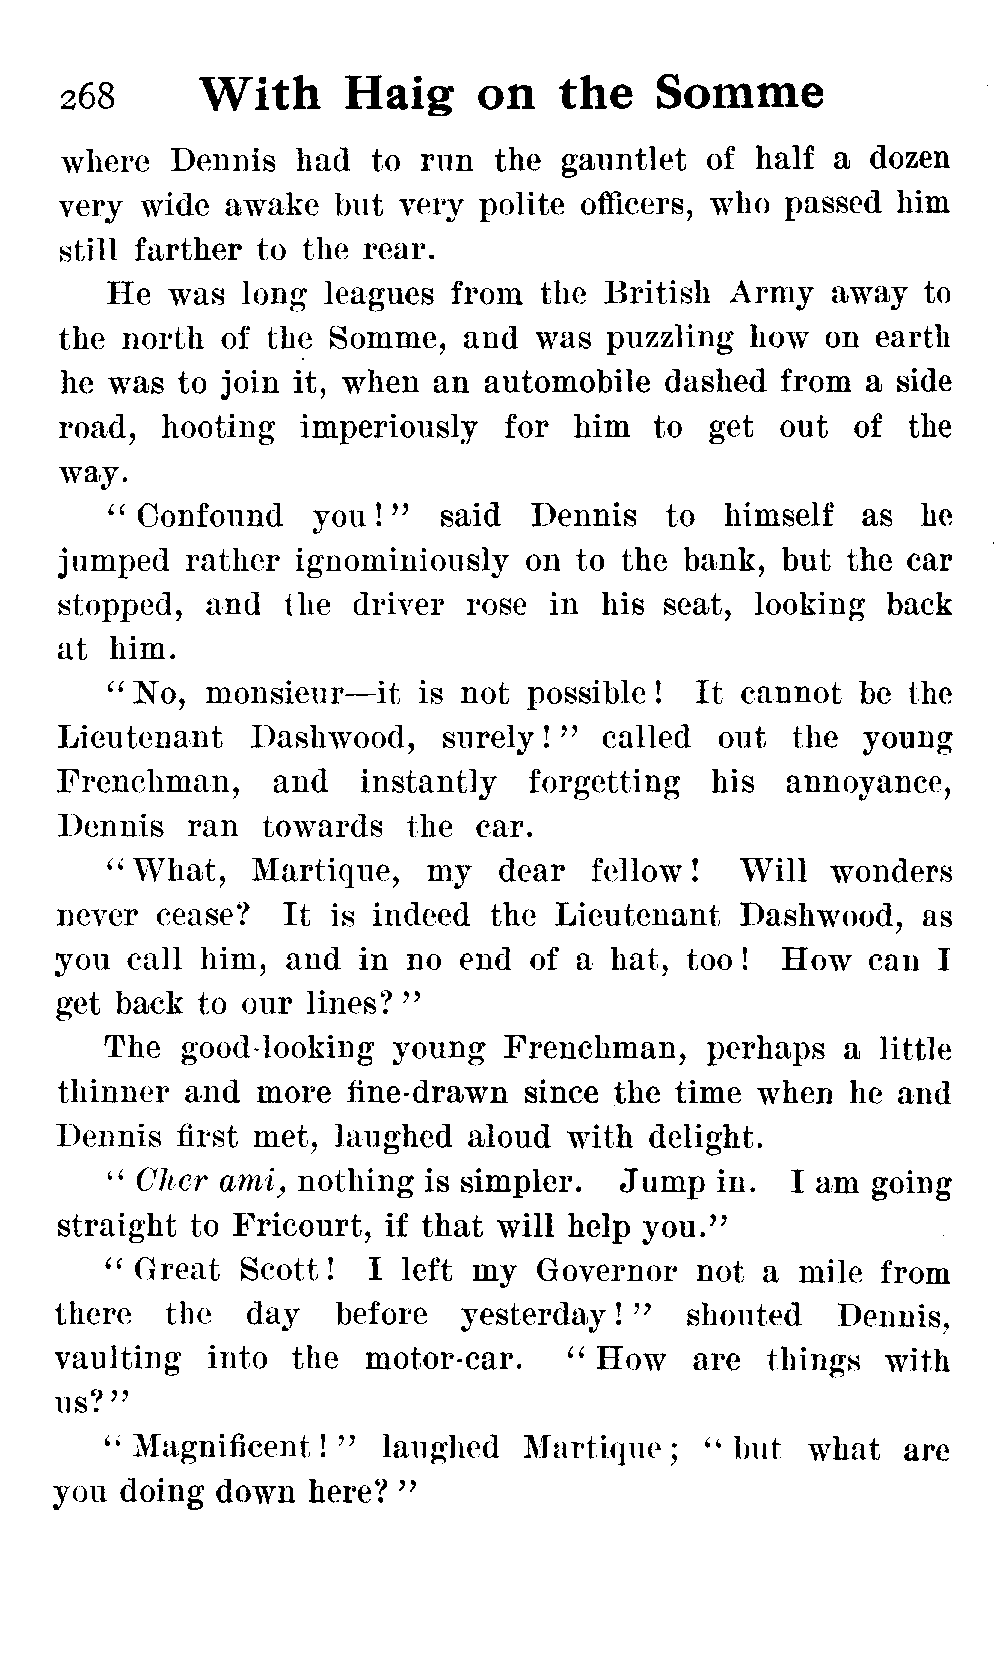 268 With Haig on the Somme
where Dennis had to run the gauntlet of half a dozen
very wide awake but very polite officers, who passed him
still farther to the rear.
He was long leagues from the British Army away to
the north of the Somme, and was puzzling how on earth
he was to join it, when an automobile dashed from a side
road, hooting imperiously for him to get out of the
way.
“ Confound you ! ” said Dennis to himself as he
jumped rather ignominiously on to the bank, but the car
stopped, and the driver rose in his seat, looking back
at him.
“ No, monsieur—it is not possible ! It cannot be the
Lieutenant Dashwood, surely ! ” called out the young
Frenchman, and instantly forgetting his annoyance,
Dennis ran towards the car.
“ What, Martique, my dear fellow ! Will wonders
never cease? It is indeed the Lieutenant Dashwood, as
you call him, and in no end of a hat, too ! How can I
get back to our lines? ”
The good-looking young Frenchman, perhaps a little
thinner and more fine-drawn since the time when he and
Dennis first met, laughed aloud with delight.
“ Cher ami, nothing is simpler. Jump in. I am going
straight to Fricourt, if that will help you.”
“ Great Scott ! I left my Governor not a mile from
there the day before yesterday ! ” shouted Dennis,
vaulting into the motor-car. “ How are things with
us? ”
“ Magnificent ! ” laughed Martique ; “ but what are
you doing down here? ”